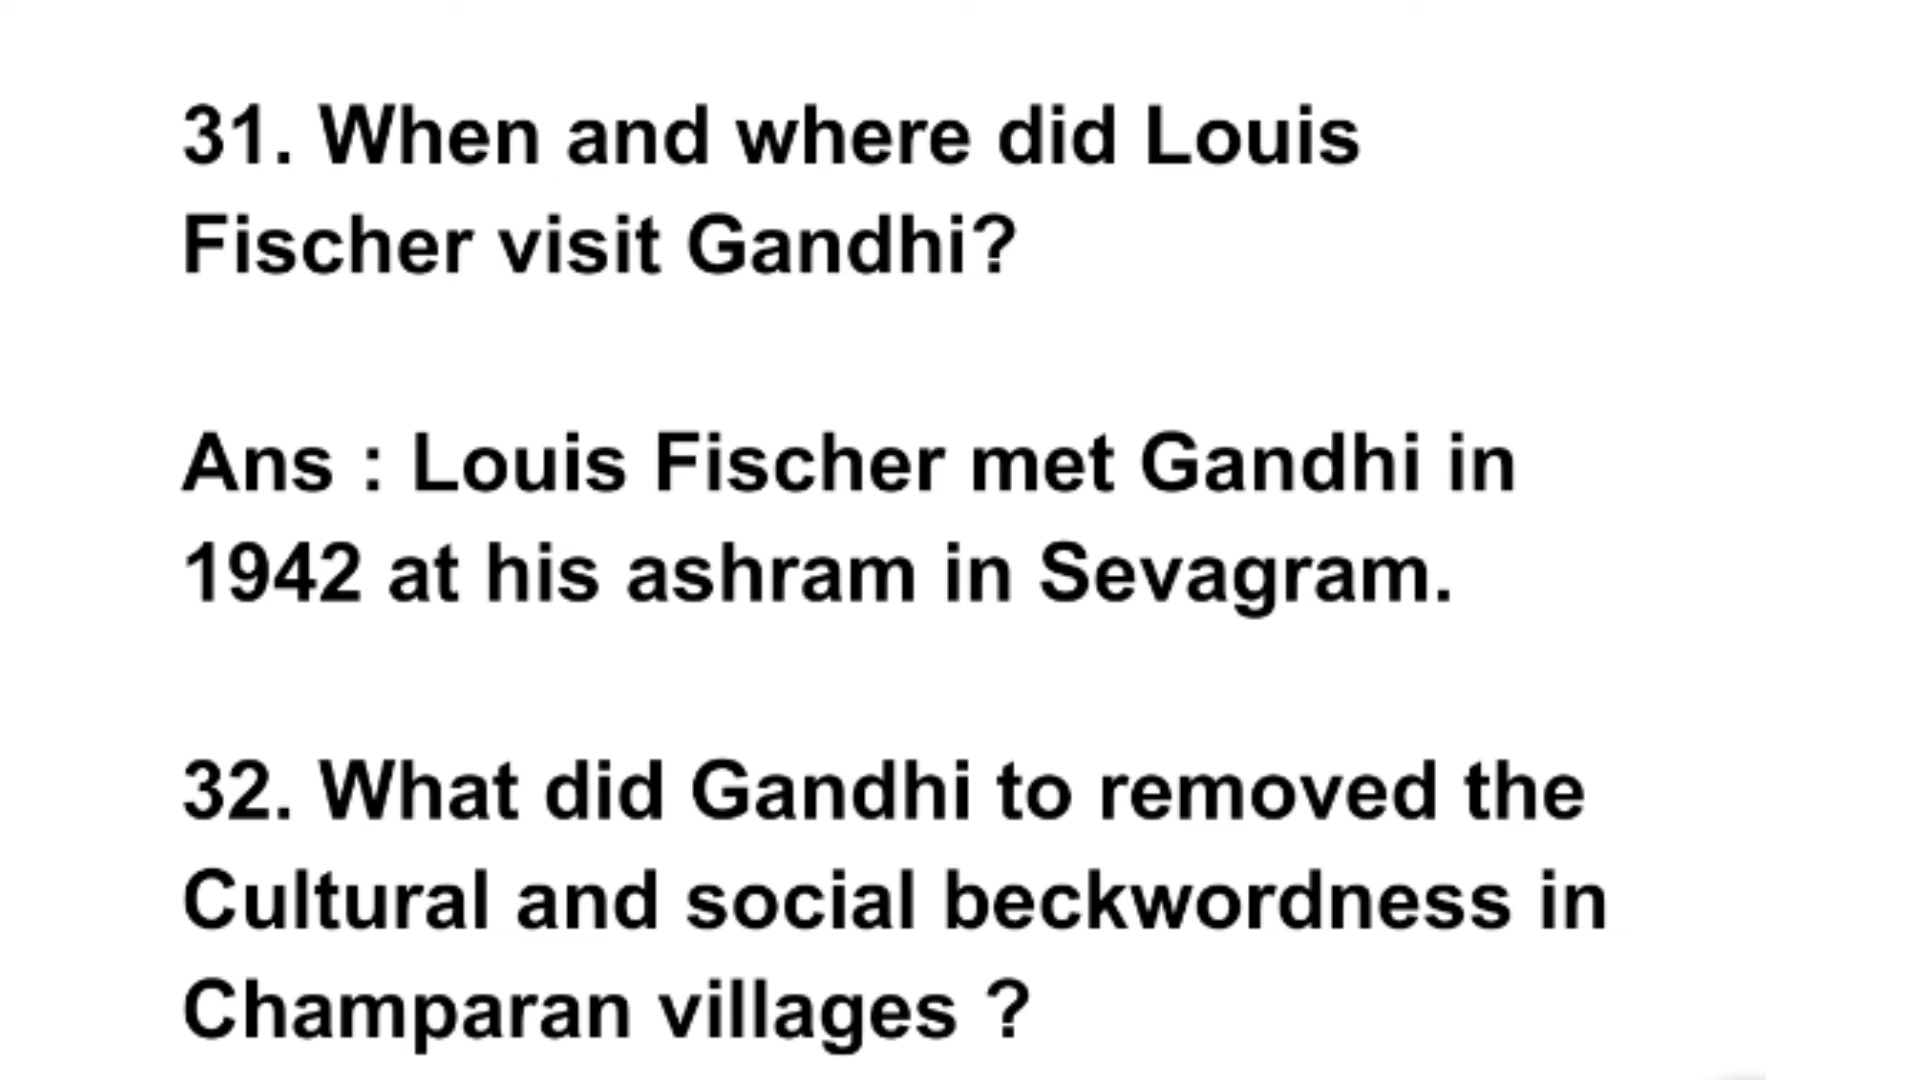 31. When and where did Louis
Fischer visit Gandhi?
Ans : Louis Fischer met Gandhi in
1942 at his ashram in Sevagram.
32. What did Gandhi to removed the
Cultural and social beckwordness in
Champaran villages ?